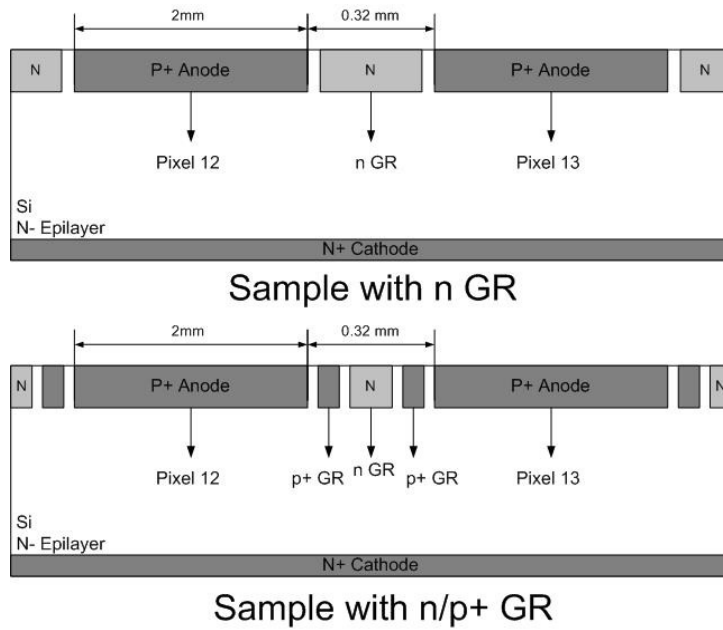 2mm 0.32 mm
N P+ Anode N P+ Anode N
Pixel 12 n GR Pixel 13
Si
N- Epilayer
N+ Cathode
Sample with n GR
2mm 0.32 mm
N P+ Anode N P+ Anode N
Pixel 12 p+ GR n GR p+ GR Pixel 13
Si
N- Epilayer
N+ Cathode
Sample with n/p+ GR